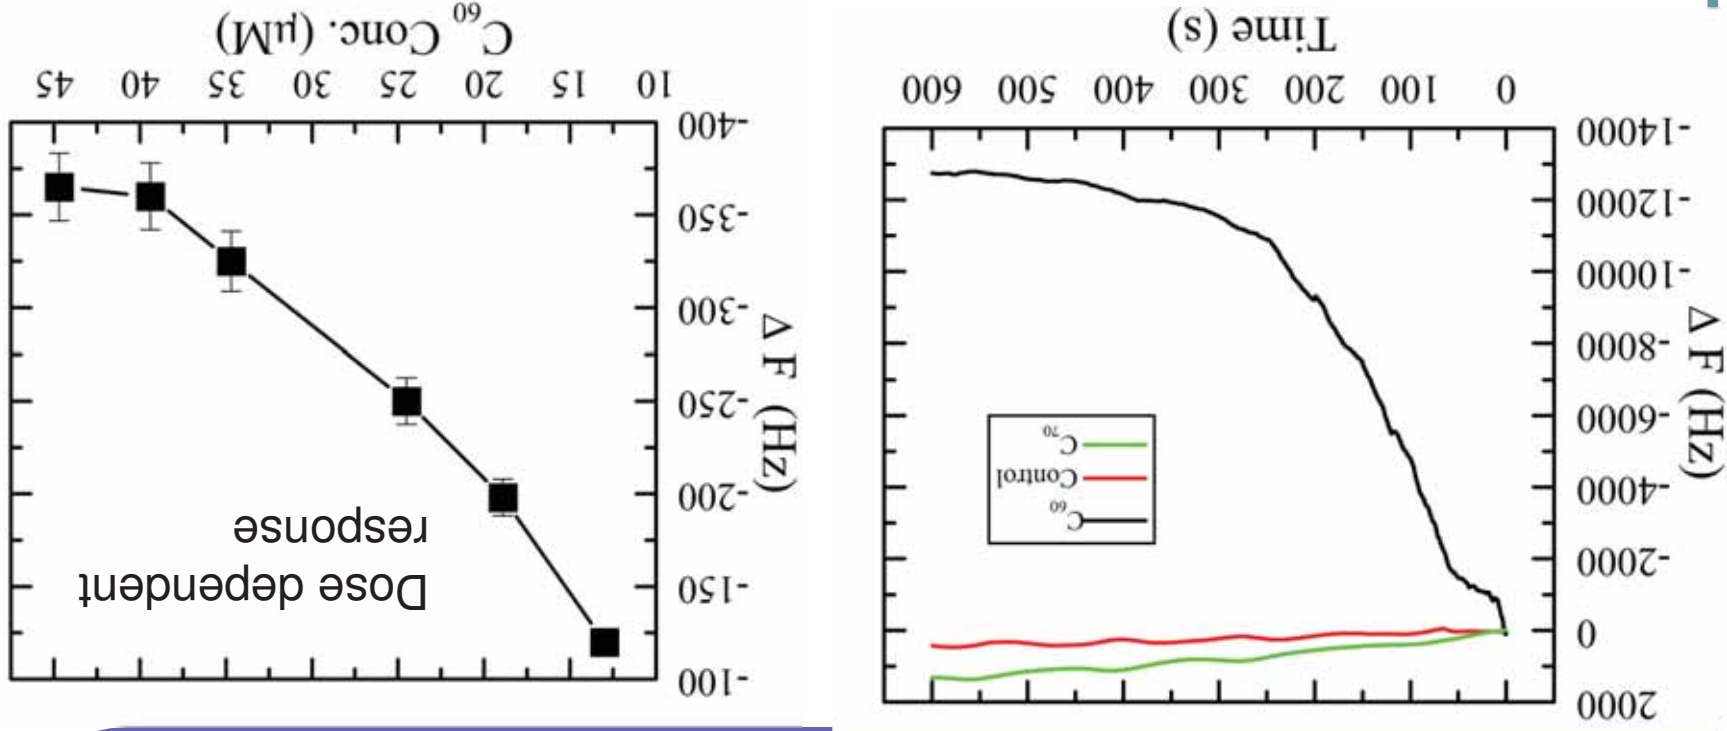 2000
0
-2000
-4000
-6000
-8000
-10000
-12000
-14000
Δ F (Hz)
C₆₀
Control
C₇₀
0 100 200 300 400 500 600
Time (s)
-100
-150
-200
-250
-300
-350
-400
Δ F (Hz)
Dose dependent
response
10 15 20 25 30 35 40 45
C₆₀ Conc. (μM)